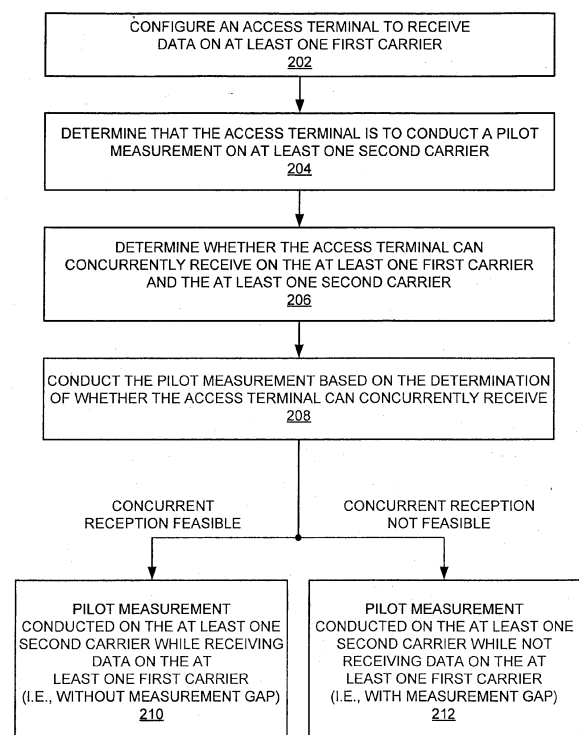 CONFIGURE AN ACCESS TERMINAL TO RECEIVE
DATA ON AT LEAST ONE FIRST CARRIER
202
DETERMINE THAT THE ACCESS TERMINAL IS TO CONDUCT A PILOT
MEASUREMENT ON AT LEAST ONE SECOND CARRIER
204
DETERMINE WHETHER THE ACCESS TERMINAL CAN
CONCURRENTLY RECEIVE ON THE AT LEAST ONE FIRST CARRIER
AND THE AT LEAST ONE SECOND CARRIER
206
CONDUCT THE PILOT MEASUREMENT BASED ON THE DETERMINATION
OF WHETHER THE ACCESS TERMINAL CAN CONCURRENTLY RECEIVE
208
CONCURRENT
RECEPTION FEASIBLE
CONCURRENT RECEPTION
NOT FEASIBLE
PILOT MEASUREMENT
CONDUCTED ON THE AT LEAST ONE
SECOND CARRIER WHILE RECEIVING
DATA ON THE AT
LEAST ONE FIRST CARRIER
(I.E., WITHOUT MEASUREMENT GAP)
210
PILOT MEASUREMENT
CONDUCTED ON THE AT LEAST ONE
SECOND CARRIER WHILE NOT
RECEIVING DATA ON THE AT
LEAST ONE FIRST CARRIER
(I.E., WITH MEASUREMENT GAP)
212